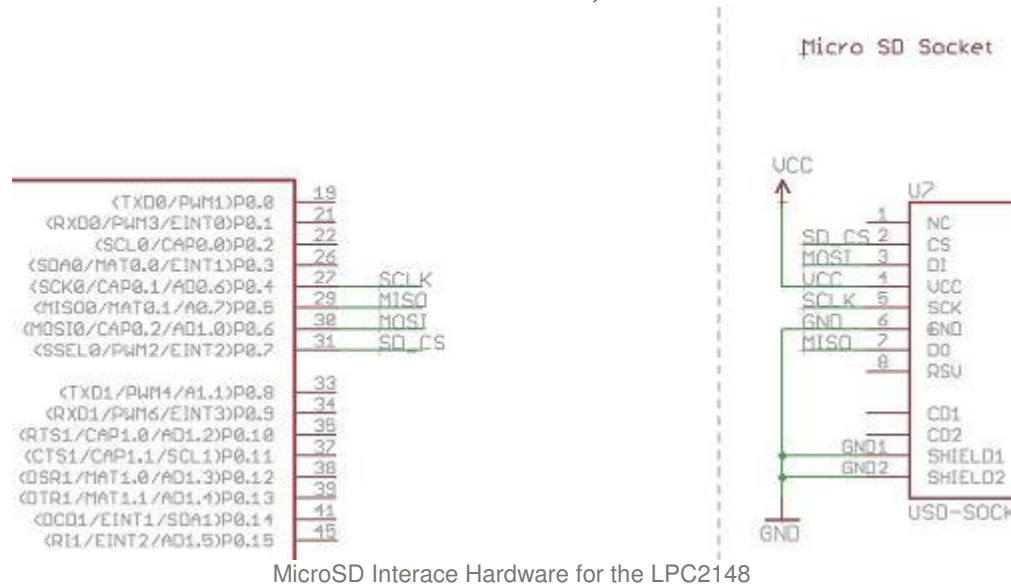 Micro SD Socket
(TXD0/PWM1)P0.0 19
(RXD0/PWM3/EINT0)P0.1 21
(SCL0/CAP0.0)P0.2 22
(SDA0/MAT0.0/EINT1)P0.3 26
(SCK0/CAP0.1/AD0.6)P0.4 27 SCLK
(MISO0/MAT0.1/A0.7)P0.5 29 MISO
(MOSI0/CAP0.2/AD1.0)P0.6 30 MOSI
(SSEL0/PWM2/EINT2)P0.7 31 SD_CS
(TXD1/PWM4/A1.1)P0.8 33
(RXD1/PWM6/EINT3)P0.9 34
(RTS1/CAP1.0/AD1.2)P0.10 35
(CTS1/CAP1.1/SCL1)P0.11 37
(DSR1/MAT1.0/AD1.3)P0.12 38
(DTR1/MAT1.1/AD1.4)P0.13 39
(DCD1/EINT1/SDA1)P0.14 41
(RI1/EINT2/AD1.5)P0.15 45
VCC
U7
1 NC
SD_CS 2 CS
MOSI 3 DI
VCC 4 VCC
SCLK 5 SCK
GND 6 GND
MISO 7 DO
8 RSV
CD1
CD2
GND1 SHIELD1
GND2 SHIELD2
USD-SOCK
GND
MicroSD Interace Hardware for the LPC2148